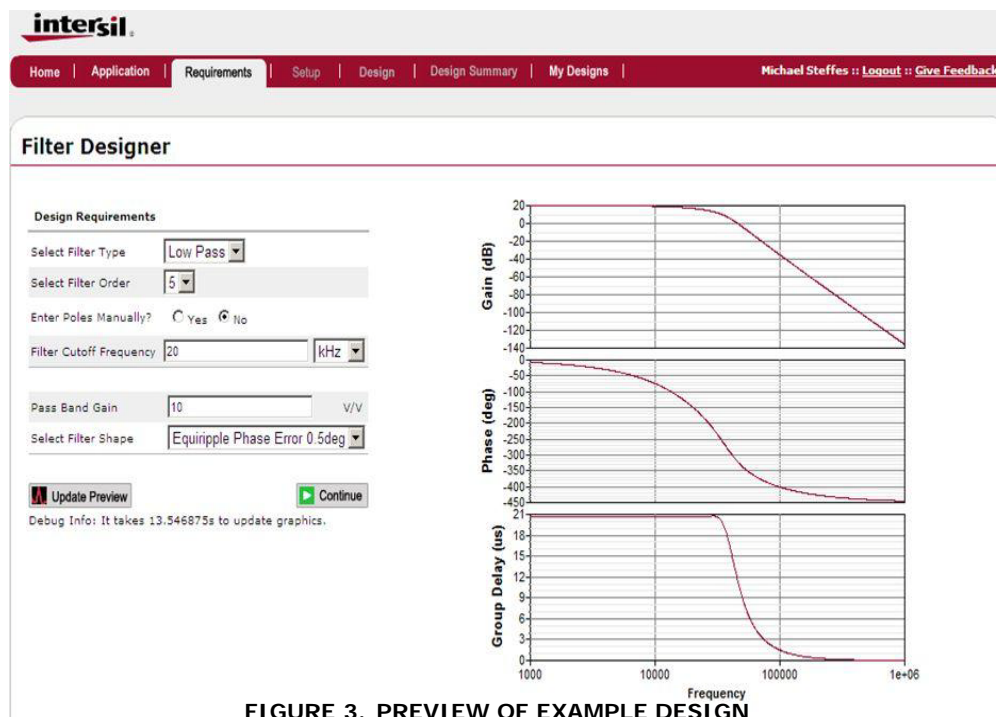 intersil.
Home | Application | Requirements | Setup | Design | Design Summary | My Designs | Michael Steffes :: Logout :: Give Feedback
Filter Designer
Design Requirements
Select Filter Type Low Pass
Select Filter Order 5
Enter Poles Manually? Yes No
Filter Cutoff Frequency 20 kHz
Pass Band Gain 10 V/V
Select Filter Shape Equiripple Phase Error 0.5deg
Update Preview Continue
Debug Info: It takes 13.546875s to update graphics.
Gain (dB)
20
0
-20
-40
-60
-80
-100
-120
-140
Phase (deg)
0
-50
-100
-150
-200
-250
-300
-350
-400
-450
Group Delay (us)
21
18
15
12
9
6
3
0
1000 10000 100000 1e+06
Frequency
FIGURE 3. PREVIEW OF EXAMPLE DESIGN